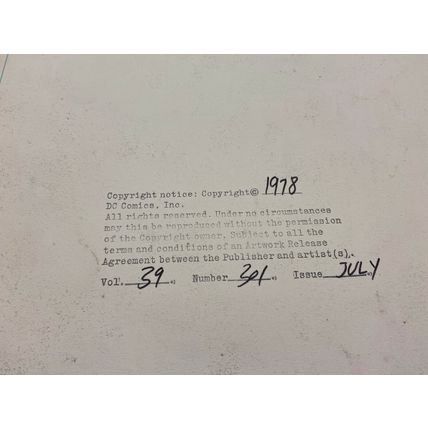 Copyright notice: Copyright© 1978
DC Comics, Inc.
All rights reserved. Under no circumstances
may this be reproduced without the permission
of the Copyright owner. Subject to all the
terms and conditions of an Artwork Release
Agreement between the Publisher and artist(s).
Vol. 39 Number 301 Issue JULY